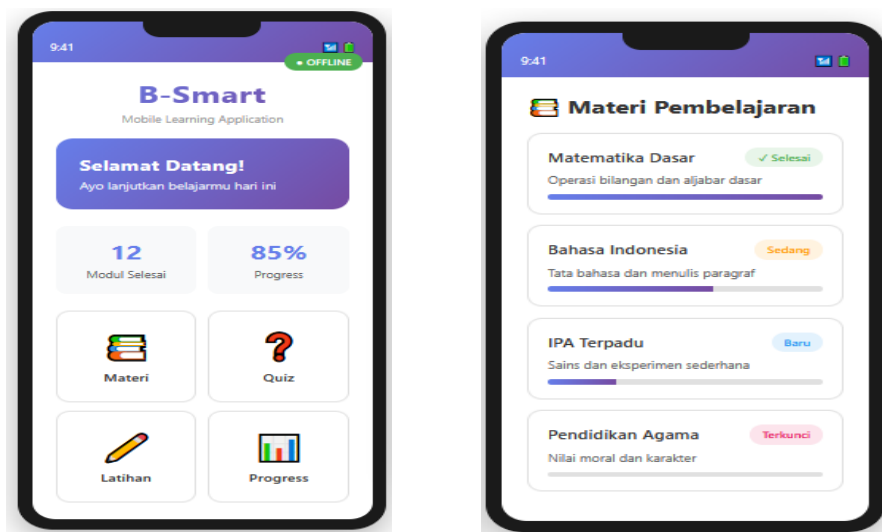 9:41
• OFFLINE
B-Smart
Mobile Learning Application
Selamat Datang!
Ayo lanjutkan belajarmu hari ini
12
Modul Selesai
85%
Progress
Materi
Quiz
Latihan
Progress
9:41
Materi Pembelajaran
Matematika Dasar
✓ Selesai
Operasi bilangan dan aljabar dasar
Bahasa Indonesia
Sedang
Tata bahasa dan menulis paragraf
IPA Terpadu
Baru
Sains dan eksperimen sederhana
Pendidikan Agama
Terkunci
Nilai moral dan karakter